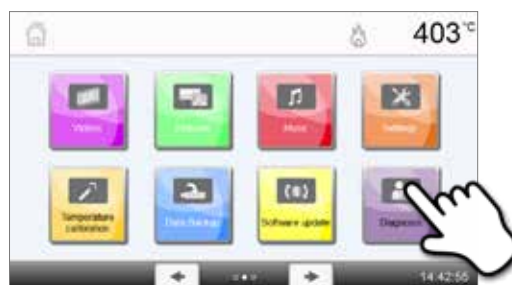 403 °C
Videos
Pictures
Music
Settings
Temperature
calibration
Data Backup
Software update
Diagnosis
14:42:55